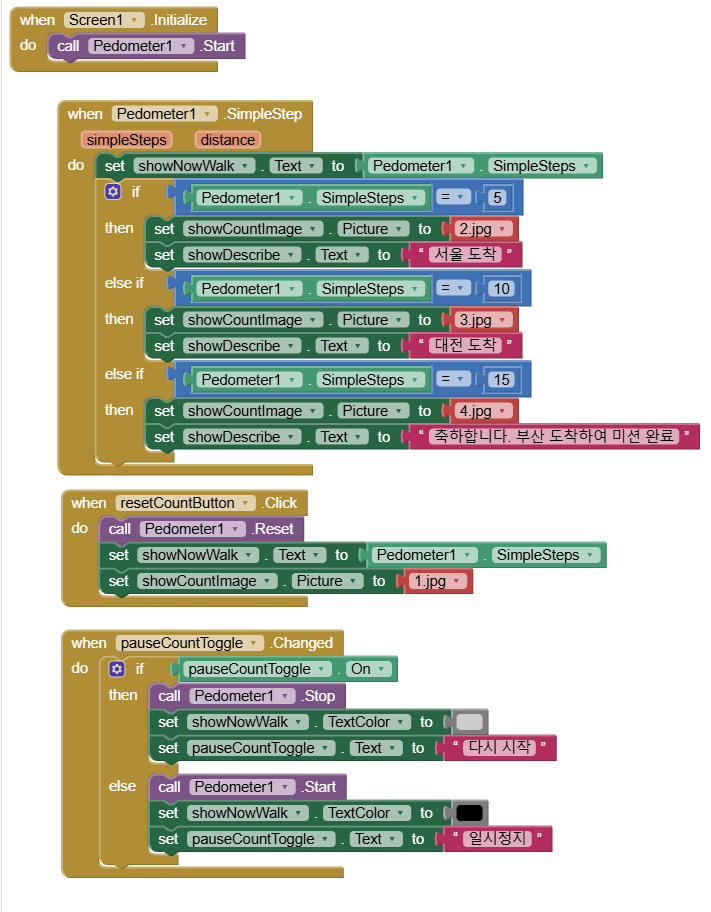 when Screen1 .Initialize
do call Pedometer1 .Start
when Pedometer1 .SimpleStep
simpleSteps distance
do set showNowWalk . Text to Pedometer1 . SimpleSteps
if Pedometer1 . SimpleSteps = 5
then set showCountImage . Picture to 2.jpg
set showDescribe . Text to “ 서울 도착 ”
else if Pedometer1 . SimpleSteps = 10
then set showCountImage . Picture to 3.jpg
set showDescribe . Text to “ 대전 도착 ”
else if Pedometer1 . SimpleSteps = 15
then set showCountImage . Picture to 4.jpg
set showDescribe . Text to “ 축하합니다. 부산 도착하여 미션 완료 ”
when resetCountButton .Click
do call Pedometer1 .Reset
set showNowWalk . Text to Pedometer1 . SimpleSteps
set showCountImage . Picture to 1.jpg
when pauseCountToggle .Changed
do if pauseCountToggle . On
then call Pedometer1 .Stop
set showNowWalk . TextColor to
set pauseCountToggle . Text to “ 다시 시작 ”
else call Pedometer1 .Start
set showNowWalk . TextColor to
set pauseCountToggle . Text to “ 일시정지 ”